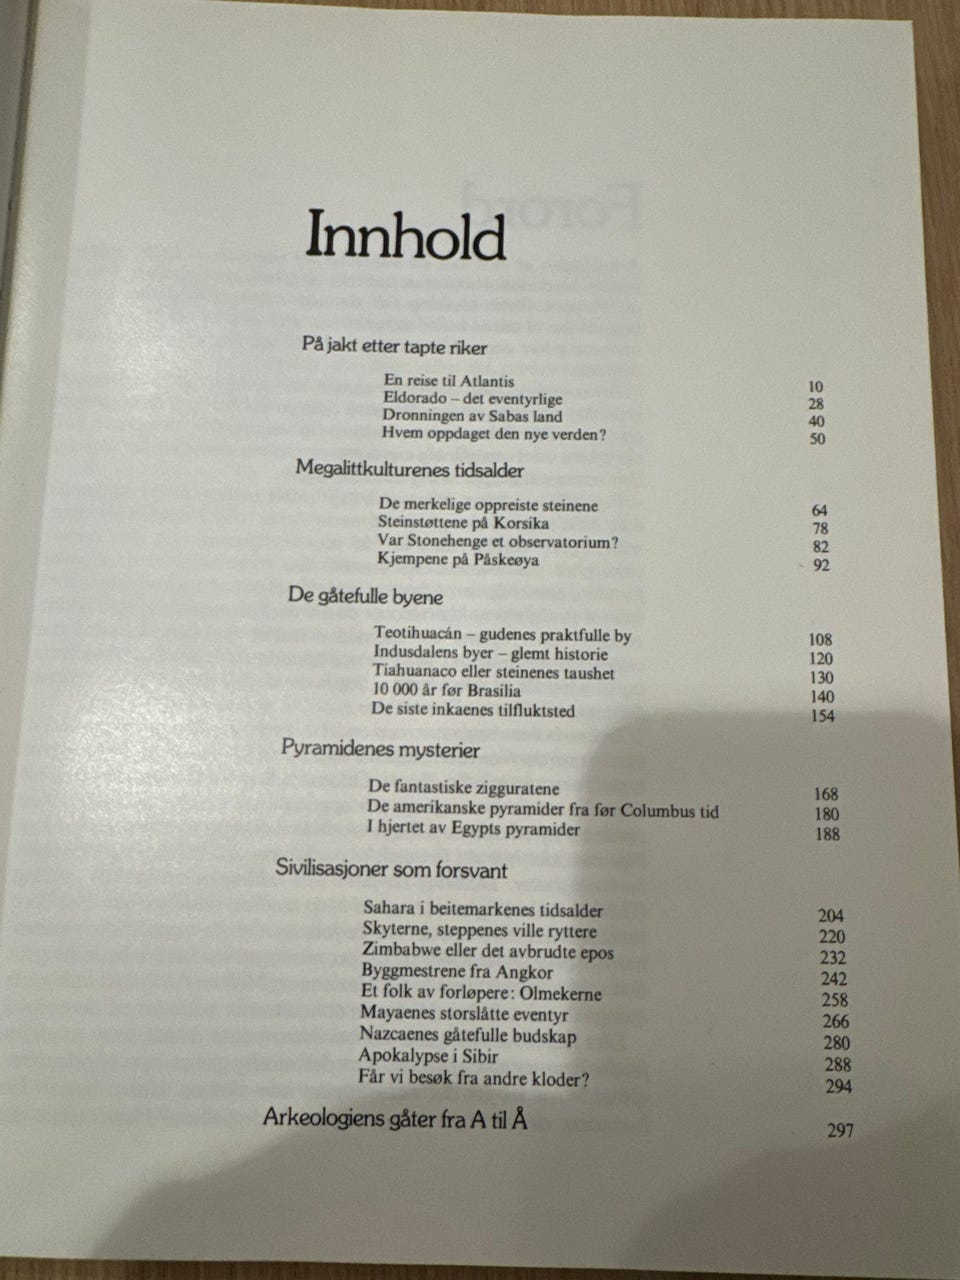 Innhold
På jakt etter tapte riker
En reise til Atlantis 10
Eldorado – det eventyrlige 28
Dronningen av Sabas land 40
Hvem oppdaget den nye verden? 50
Megalittkulturenes tidsalder
De merkelige oppreiste steinene 64
Steinstøttene på Korsika 78
Var Stonehenge et observatorium? 82
Kjempene på Påskeøya 92
De gåtefulle byene
Teotihuacán – gudenes praktfulle by 108
Indusdalens byer – glemt historie 120
Tiahuanaco eller steinenes taushet 130
10 000 år før Brasilia 140
De siste inkaenes tilfluktsted 154
Pyramidenes mysterier
De fantastiske zigguratene 168
De amerikanske pyramider fra før Columbus tid 180
I hjertet av Egypts pyramider 188
Sivilisasjoner som forsvant
Sahara i beitemarkenes tidsalder 204
Skyterne, steppenes ville ryttere 220
Zimbabwe eller det avbrudte epos 232
Byggmestrene fra Angkor 242
Et folk av forløpere: Olmekerne 258
Mayaenes storslåtte eventyr 266
Nazcaenes gåtefulle budskap 280
Apokalypse i Sibir 288
Får vi besøk fra andre kloder? 294
Arkeologiens gåter fra A til Å 297